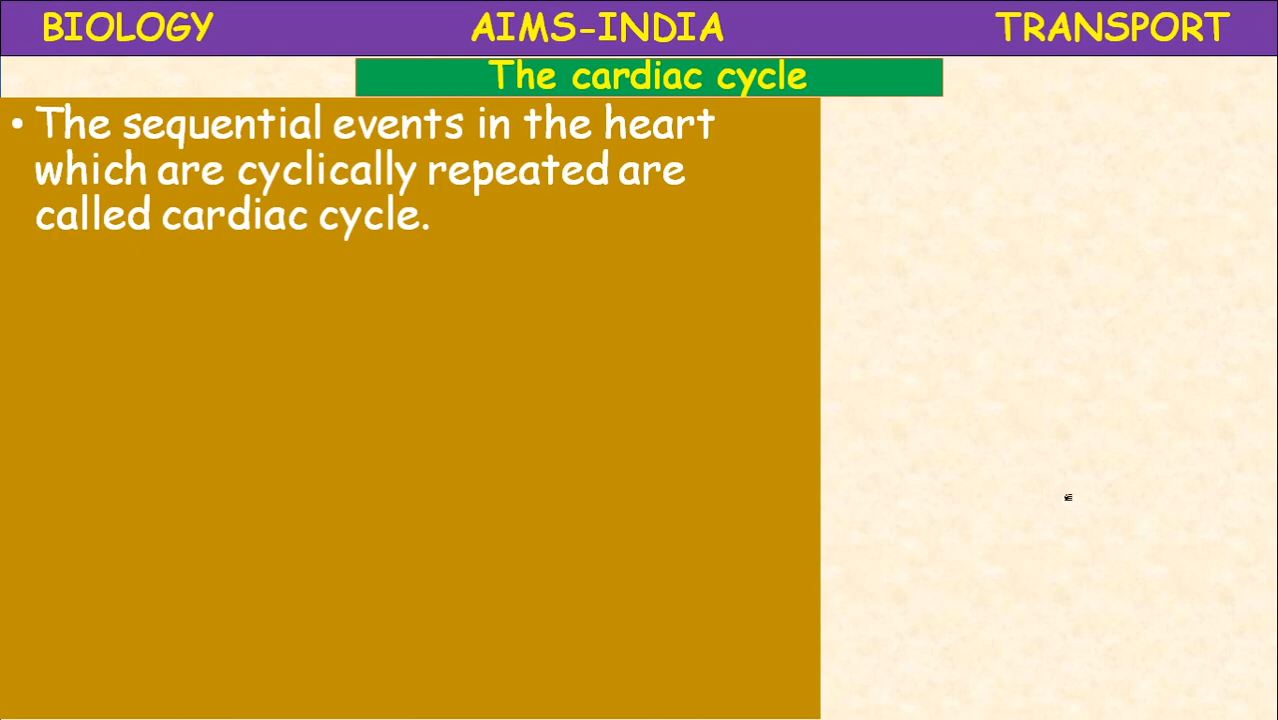 BIOLOGY AIMS-INDIA TRANSPORT
The cardiac cycle
• The sequential events in the heart
which are cyclically repeated are
called cardiac cycle.